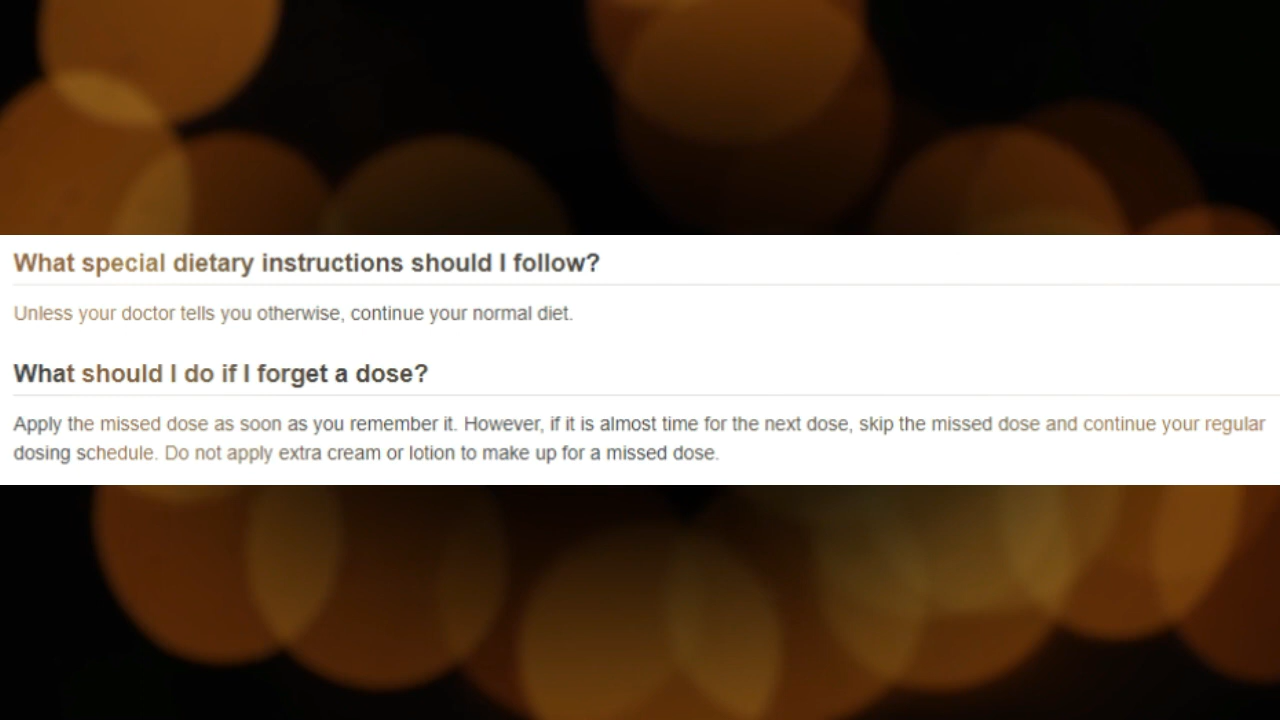 What special dietary instructions should I follow?
Unless your doctor tells you otherwise, continue your normal diet.
What should I do if I forget a dose?
Apply the missed dose as soon as you remember it. However, if it is almost time for the next dose, skip the missed dose and continue your regular
dosing schedule. Do not apply extra cream or lotion to make up for a missed dose.